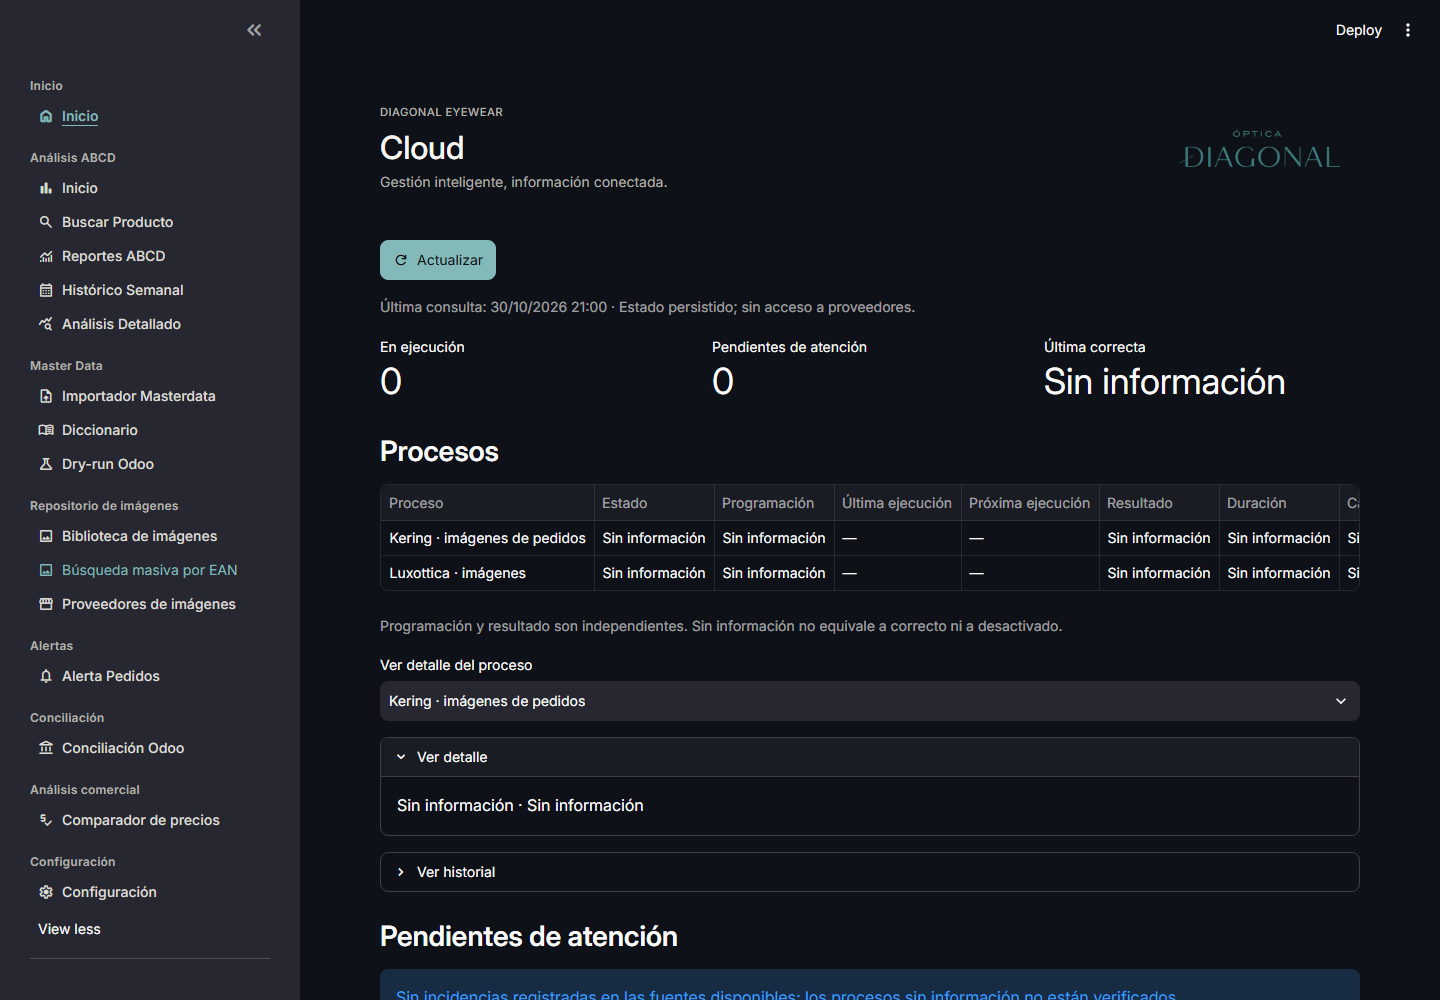 Deploy
Inicio
Inicio
Análisis ABCD
Inicio
Buscar Producto
Reportes ABCD
Histórico Semanal
Análisis Detallado
Master Data
Importador Masterdata
Diccionario
Dry-run Odoo
Repositorio de imágenes
Biblioteca de imágenes
Búsqueda masiva por EAN
Proveedores de imágenes
Alertas
Alerta Pedidos
Conciliación
Conciliación Odoo
Análisis comercial
Comparador de precios
Configuración
Configuración
View less
DIAGONAL EYEWEAR
Cloud
Gestión inteligente, información conectada.
ÓPTICA
DIAGONAL
Actualizar
Última consulta: 30/10/2026 21:00 · Estado persistido; sin acceso a proveedores.
En ejecución Pendientes de atención Última correcta
0 0 Sin información
Procesos
Proceso Estado Programación Última ejecución Próxima ejecución Resultado Duración
Kering · imágenes de pedidos Sin información Sin información — — Sin información Sin información Si
Luxottica · imágenes Sin información Sin información — — Sin información Sin información Si
Programación y resultado son independientes. Sin información no equivale a correcto ni a desactivado.
Ver detalle del proceso
Kering · imágenes de pedidos
Ver detalle
Sin información · Sin información
Ver historial
Pendientes de atención
Sin incidencias registradas en las fuentes disponibles; los procesos sin información no están verificados.